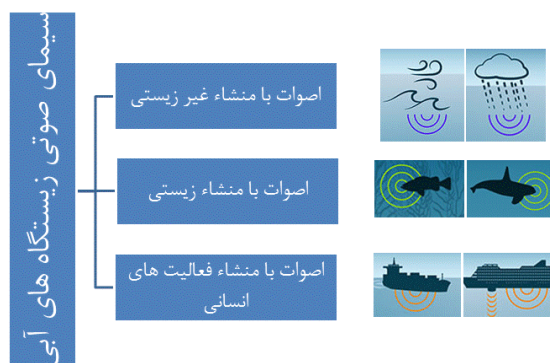 سیمای صوتی زیستگاه های آبی
اصوات با منشاء غیر زیستی
اصوات با منشاء زیستی
اصوات با منشاء فعالیت های
انسانی